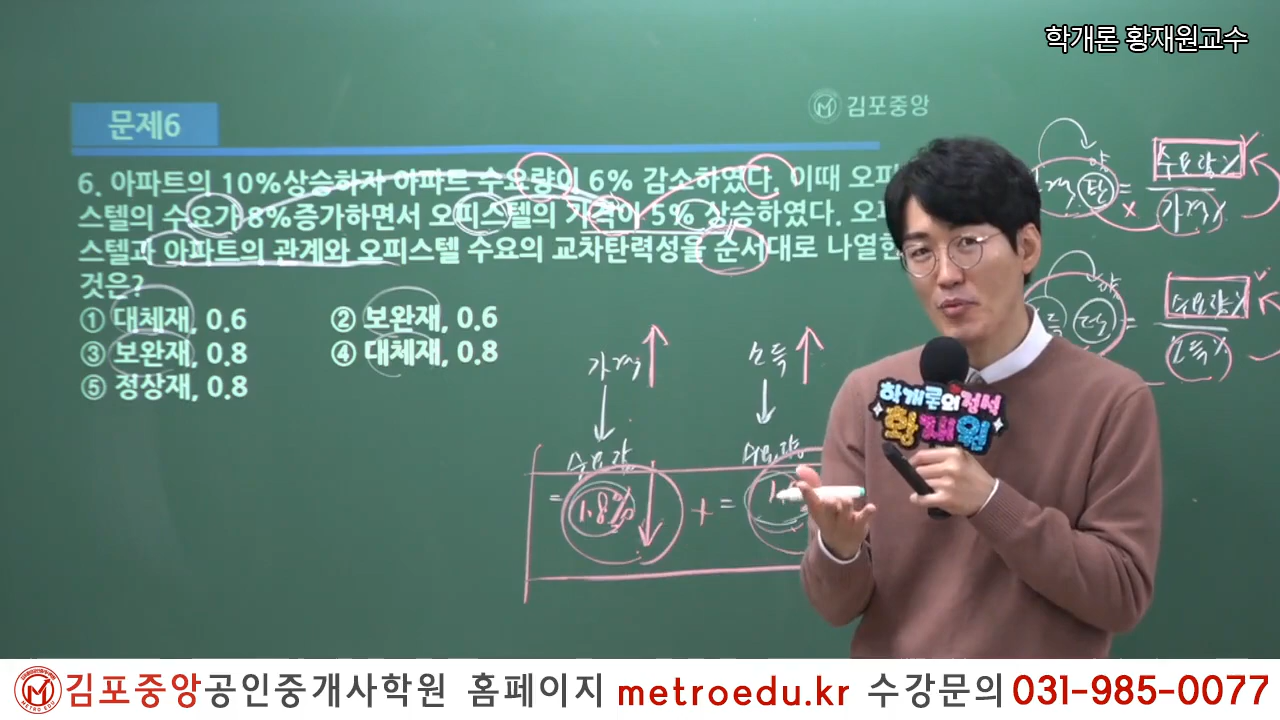 학개론 황재원교수
김포중앙
문제6
6. 아파트의 10%상승하자 아파트 수요량이 6% 감소하였다. 이때 오피
스텔의 수요가 8%증가하면서 오피스텔의 가격이 5% 상승하였다. 오피
스텔과 아파트의 관계와 오피스텔 수요의 교차탄력성을 순서대로 나열한
것은?
① 대체재, 0.6 ② 보완재, 0.6
③ 보완재, 0.8 ④ 대체재, 0.8
⑤ 정상재, 0.8
가격 소득
수요량 수요량
= 1.8% + =
탄 = 수요량%
가격%
수요량%
소득%
학개론의정석
황재원
김포중앙공인중개사학원 홈페이지 metroedu.kr 수강문의 031-985-0077